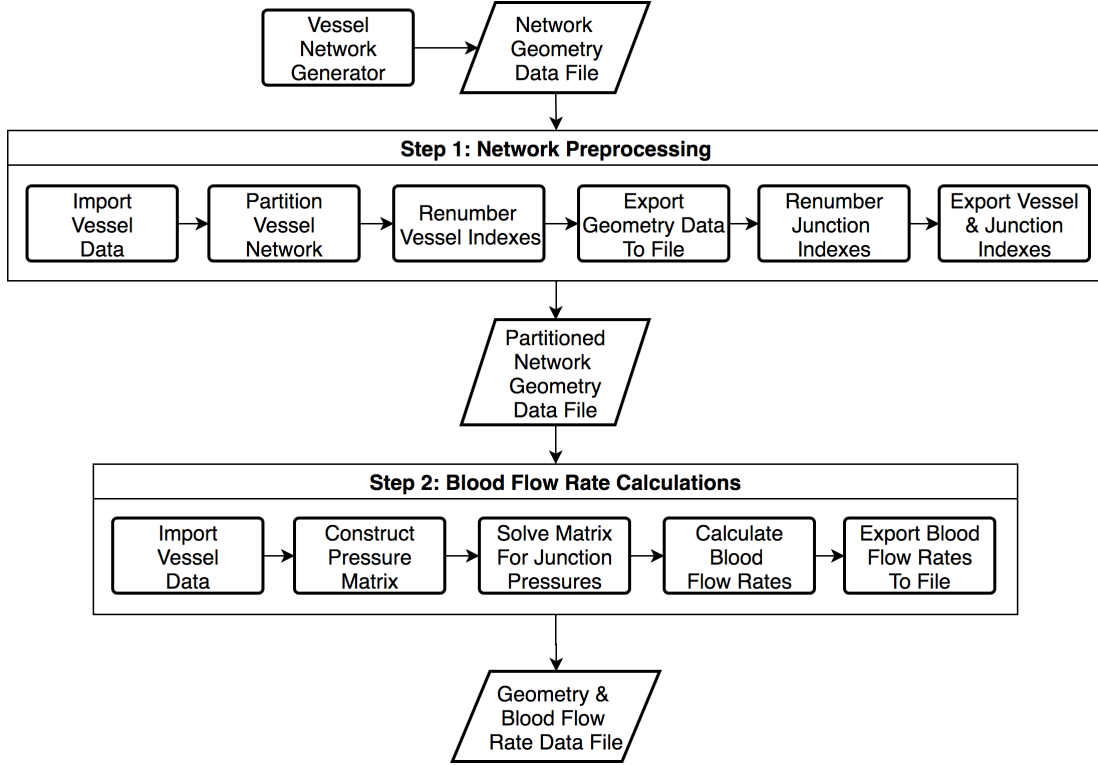 Vessel
Network
Generator
Network
Geometry
Data File
Step 1: Network Preprocessing
Import
Vessel
Data
Partition
Vessel
Network
Renumber
Vessel Indexes
Export
Geometry Data
To File
Renumber
Junction
Indexes
Export Vessel
& Junction
Indexes
Partitioned
Network
Geometry
Data File
Step 2: Blood Flow Rate Calculations
Import
Vessel
Data
Construct
Pressure
Matrix
Solve Matrix
For Junction
Pressures
Calculate
Blood
Flow Rates
Export Blood
Flow Rates
To File
Geometry &
Blood Flow
Rate Data File